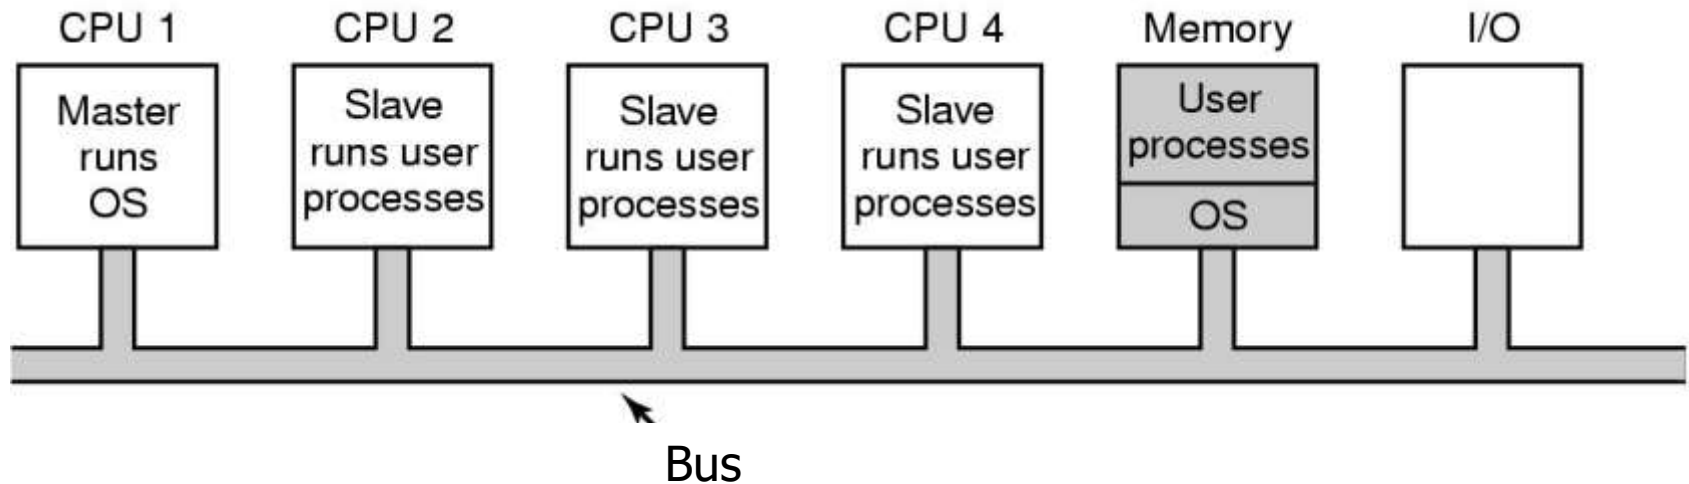 CPU 1
CPU 2
CPU 3
CPU 4
Memory
I/O
Master
runs
OS
Slave
runs user
processes
Slave
runs user
processes
Slave
runs user
processes
User
processes
OS
Bus